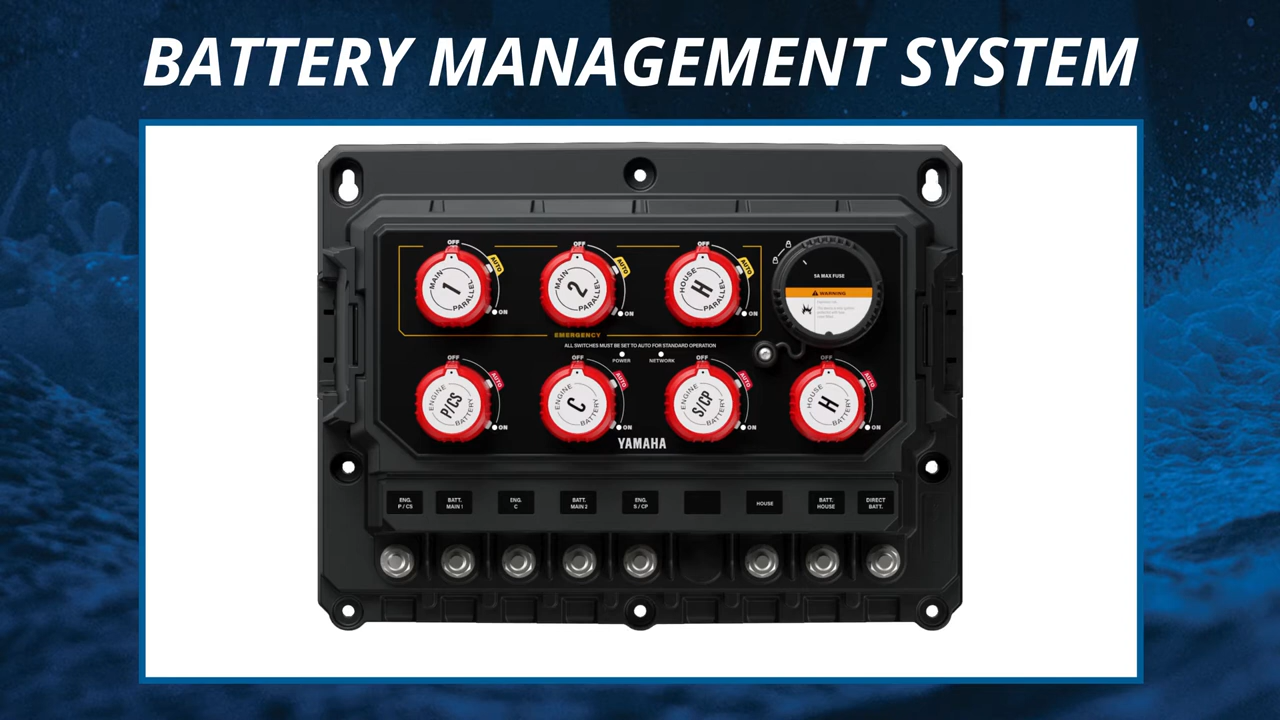 BATTERY MANAGEMENT SYSTEM
OFF
AUTO
ON
MAIN
1
PARALLEL
OFF
AUTO
ON
MAIN
2
PARALLEL
OFF
AUTO
ON
HOUSE
H
PARALLEL
5A MAX FUSE
WARNING
EMERGENCY
ALL SWITCHES MUST BE SET TO AUTO FOR STANDARD OPERATION
POWER
NETWORK
OFF
AUTO
ON
ENGINE
P/CS
BATTERY
OFF
AUTO
ON
ENGINE
C
BATTERY
OFF
AUTO
ON
ENGINE
S/CP
BATTERY
OFF
AUTO
ON
HOUSE
H
BATTERY
YAMAHA
ENG.
P / CS
BATT.
MAIN 1
ENG.
C
BATT.
MAIN 2
ENG.
S / CP
HOUSE
BATT.
HOUSE
DIRECT
BATT.